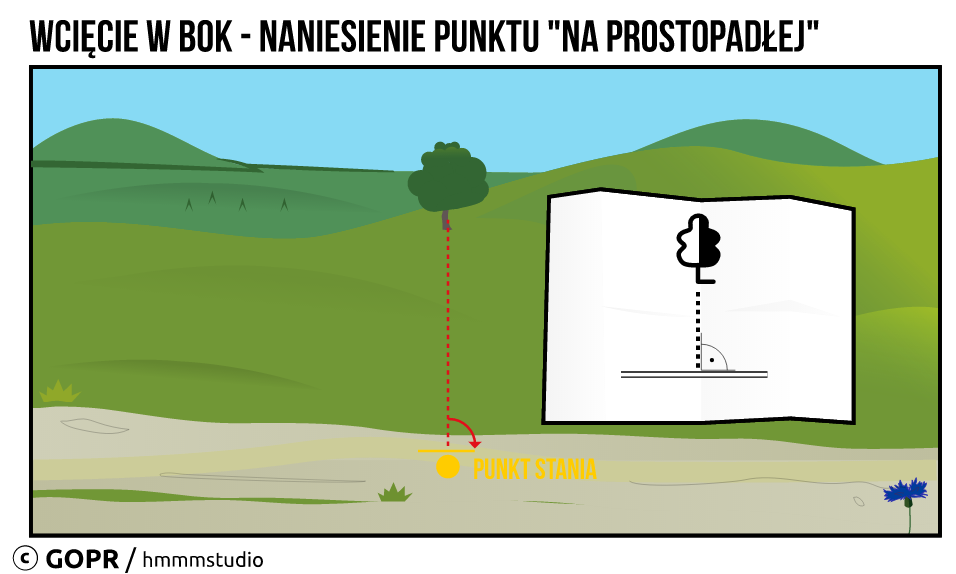 WCIĘCIE W BOK - NANIESIENIE PUNKTU "NA PROSTOPADŁEJ"
PUNKT STANIA
© GOPR / hmmmstudio